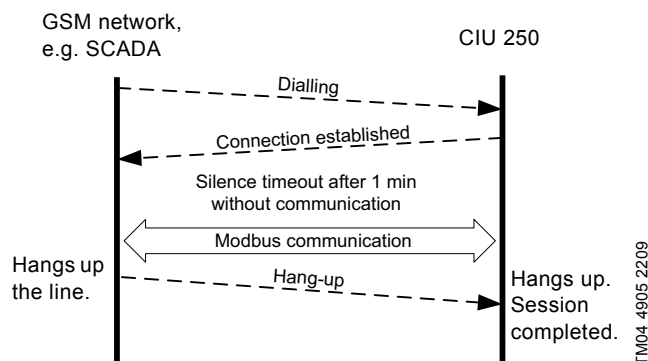 GSM network,
e.g. SCADA
CIU 250
Dialling
Connection established
Silence timeout after 1 min
without communication
Modbus communication
Hangs up
the line.
Hang-up
Hangs up.
Session
completed.
TM04 4905 2209